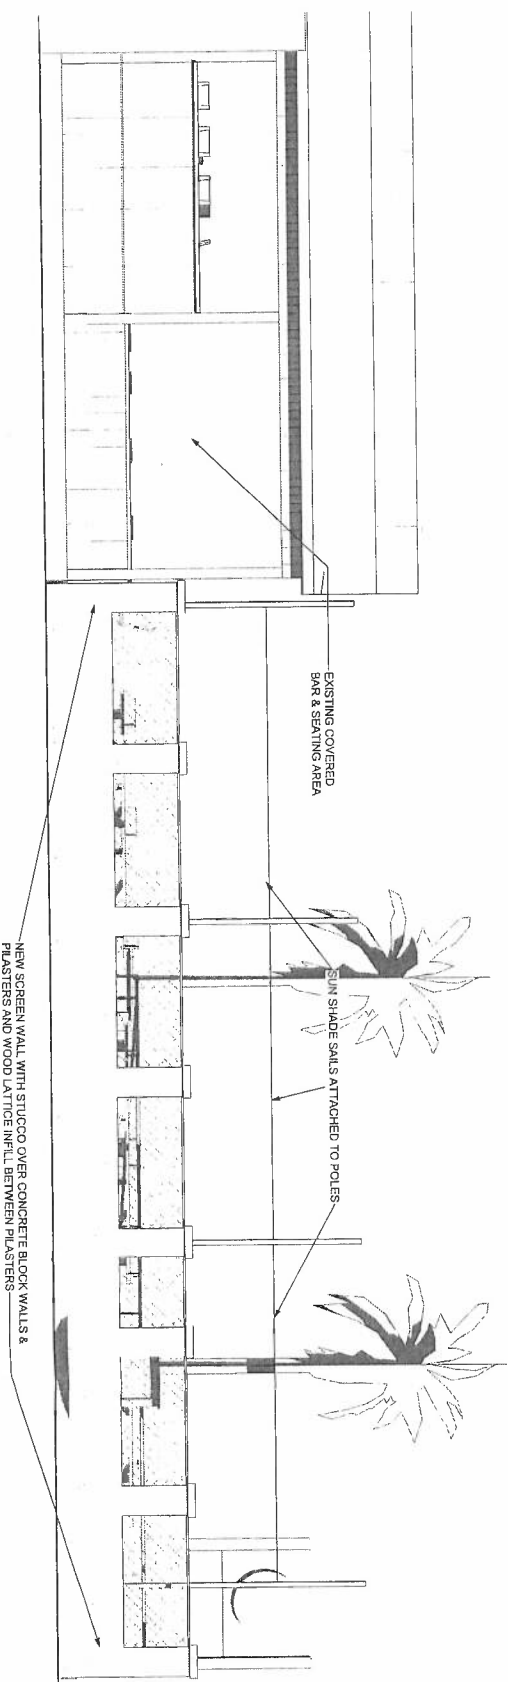 EXISTING COVERED
BAR & SEATING AREA
SUN SHADE SAILS ATTACHED TO POLES
NEW SCREEN WALL WITH STUCCO OVER CONCRETE BLOCK WALLS &
PILASTERS AND WOOD LATTICE INFILL BETWEEN PILASTERS